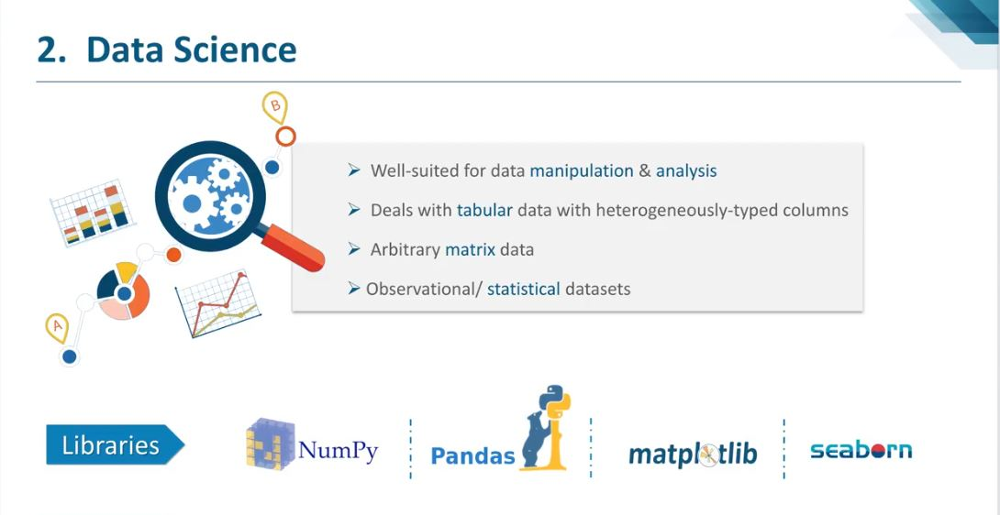 2. Data Science
B
➢ Well-suited for data manipulation & analysis
➢ Deals with tabular data with heterogeneously-typed columns
➢ Arbitrary matrix data
➢ Observational/ statistical datasets
A
Libraries
NumPy
Pandas
matplotlib
seaborn